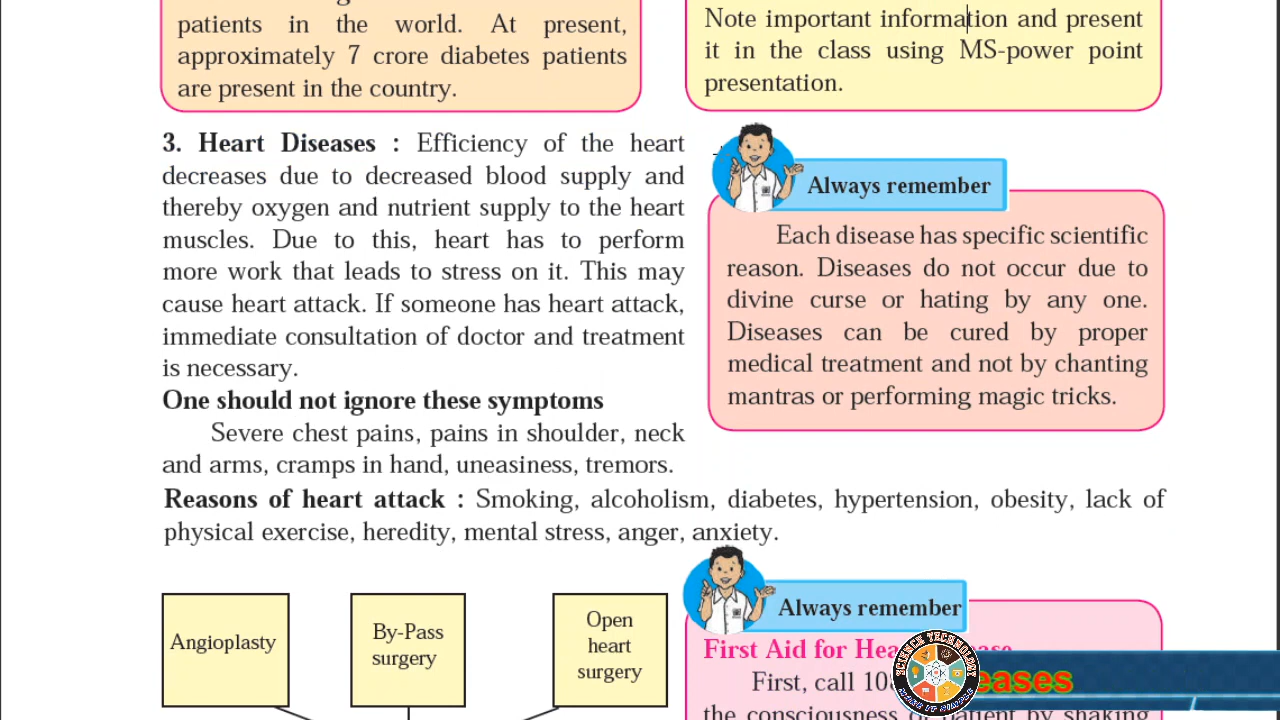 patients in the world. At present,
approximately 7 crore diabetes patients
are present in the country.
Note important information and present
it in the class using MS-power point
presentation.
3. Heart Diseases : Efficiency of the heart
decreases due to decreased blood supply and
thereby oxygen and nutrient supply to the heart
muscles. Due to this, heart has to perform
more work that leads to stress on it. This may
cause heart attack. If someone has heart attack,
immediate consultation of doctor and treatment
is necessary.
One should not ignore these symptoms
Severe chest pains, pains in shoulder, neck
and arms, cramps in hand, uneasiness, tremors.
Always remember
Each disease has specific scientific
reason. Diseases do not occur due to
divine curse or hating by any one.
Diseases can be cured by proper
medical treatment and not by chanting
mantras or performing magic tricks.
Reasons of heart attack : Smoking, alcoholism, diabetes, hypertension, obesity, lack of
physical exercise, heredity, mental stress, anger, anxiety.
Angioplasty
By-Pass
surgery
Open
heart
surgery
Always remember
First Aid for
First, call
the consciousness patient by shaking
SCIENCE TECHNOLOGY